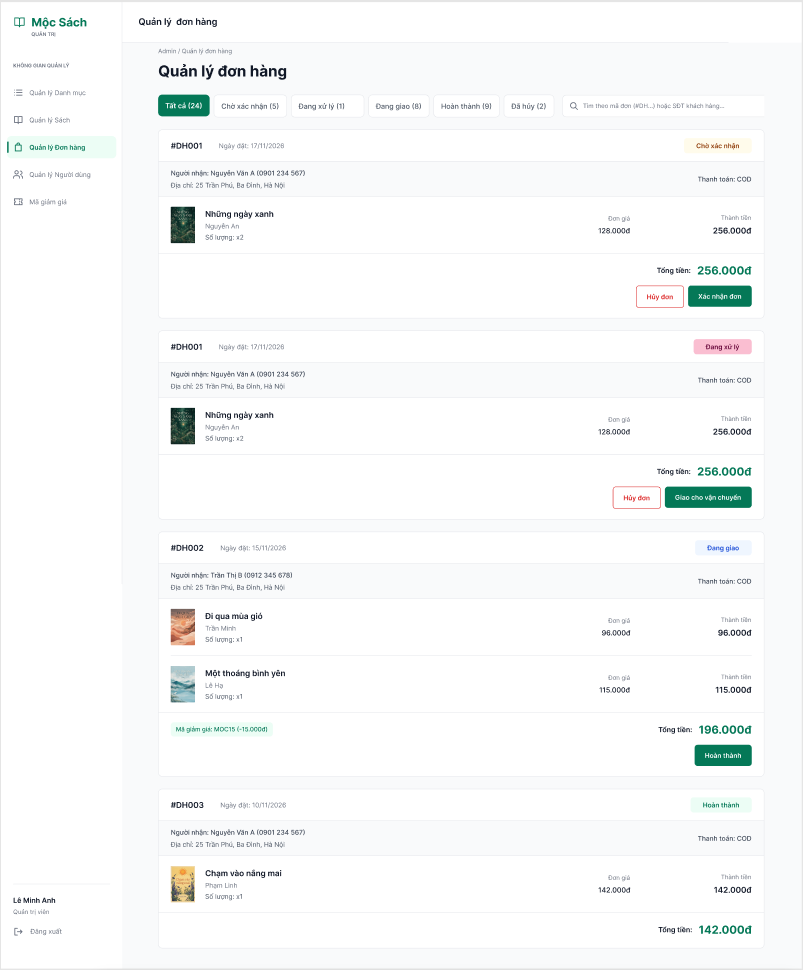 Mộc Sách
QUẢN TRỊ
Quản lý đơn hàng
KHÔNG GIAN QUẢN LÝ
Quản lý Danh mục
Quản lý Sách
Quản lý Đơn hàng
Quản lý Người dùng
Mã giảm giá
Admin / Quản lý đơn hàng
Quản lý đơn hàng
Tất cả (24) Chờ xác nhận (5) Đang xử lý (1) Đang giao (8) Hoàn thành (9) Đã hủy (2) Tìm theo mã đơn (#DH...) hoặc SĐT khách hàng...
#DH001 Ngày đặt: 17/11/2026 Chờ xác nhận
Người nhận: Nguyễn Văn A (0901 234 567)
Địa chỉ: 25 Trần Phú, Ba Đình, Hà Nội
Thanh toán: COD
Những ngày xanh
Nguyễn An
Số lượng: x2
Đơn giá
128.000đ
Thành tiền
256.000đ
Tổng tiền: 256.000đ
Hủy đơn Xác nhận đơn
#DH001 Ngày đặt: 17/11/2026 Đang xử lý
Người nhận: Nguyễn Văn A (0901 234 567)
Địa chỉ: 25 Trần Phú, Ba Đình, Hà Nội
Thanh toán: COD
Những ngày xanh
Nguyễn An
Số lượng: x2
Đơn giá
128.000đ
Thành tiền
256.000đ
Tổng tiền: 256.000đ
Hủy đơn Giao cho vận chuyển
#DH002 Ngày đặt: 15/11/2026 Đang giao
Người nhận: Trần Thị B (0912 345 678)
Địa chỉ: 25 Trần Phú, Ba Đình, Hà Nội
Thanh toán: COD
Đi qua mùa gió
Trần Minh
Số lượng: x1
Đơn giá
96.000đ
Thành tiền
96.000đ
Một thoáng bình yên
Lê Hạ
Số lượng: x1
Đơn giá
115.000đ
Thành tiền
115.000đ
Mã giảm giá: MOC15 (-15.000đ)
Tổng tiền: 196.000đ
Hoàn thành
#DH003 Ngày đặt: 10/11/2026 Hoàn thành
Người nhận: Nguyễn Văn A (0901 234 567)
Địa chỉ: 25 Trần Phú, Ba Đình, Hà Nội
Thanh toán: COD
Chạm vào nắng mai
Phạm Linh
Số lượng: x1
Đơn giá
142.000đ
Thành tiền
142.000đ
Tổng tiền: 142.000đ
Lê Minh Anh
Quản trị viên
Đăng xuất